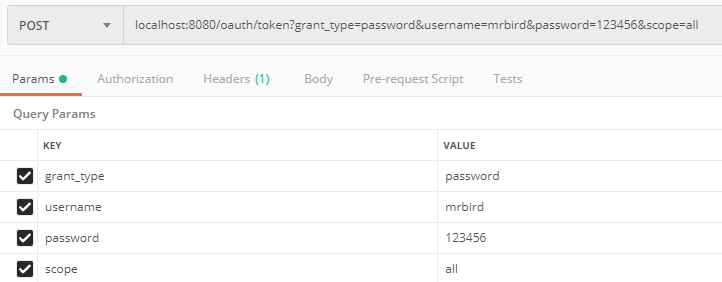 POST localhost:8080/oauth/token?grant_type=password&username=mrbird&password=123456&scope=all
Params Authorization Headers (1) Body Pre-request Script Tests
Query Params
KEY VALUE
grant_type password
username mrbird
password 123456
scope all